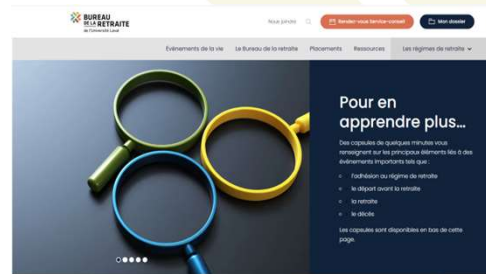 BUREAU
DE LA RETRAITE
de l'Université Laval
Nous joindre
Rendez-vous Service-conseil
Mon dossier
Événements de la vie
Le Bureau de la retraite
Placements
Ressources
Les régimes de retraite
Pour en
apprendre plus...
Des capsules de quelques minutes vous
renseignent sur les principaux éléments liés à des
événements importants tels que :
l'adhésion au régime de retraite
le départ avant la retraite
la retraite
le décès
Les capsules sont disponibles en bas de cette
page.